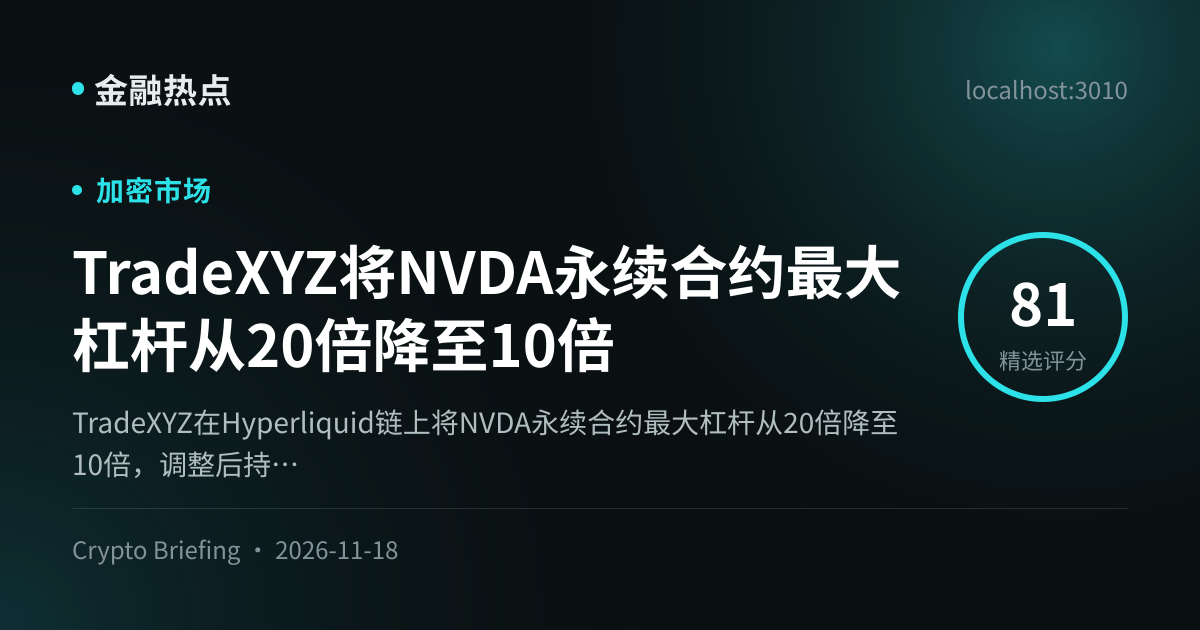 金融热点
localhost:3010
加密市场
TradeXYZ将NVDA永续合约最大
杠杆从20倍降至10倍
81
精选评分
TradeXYZ在Hyperliquid链上将NVDA永续合约最大杠杆从20倍降至
10倍，调整后持…
Crypto Briefing · 2026-11-18